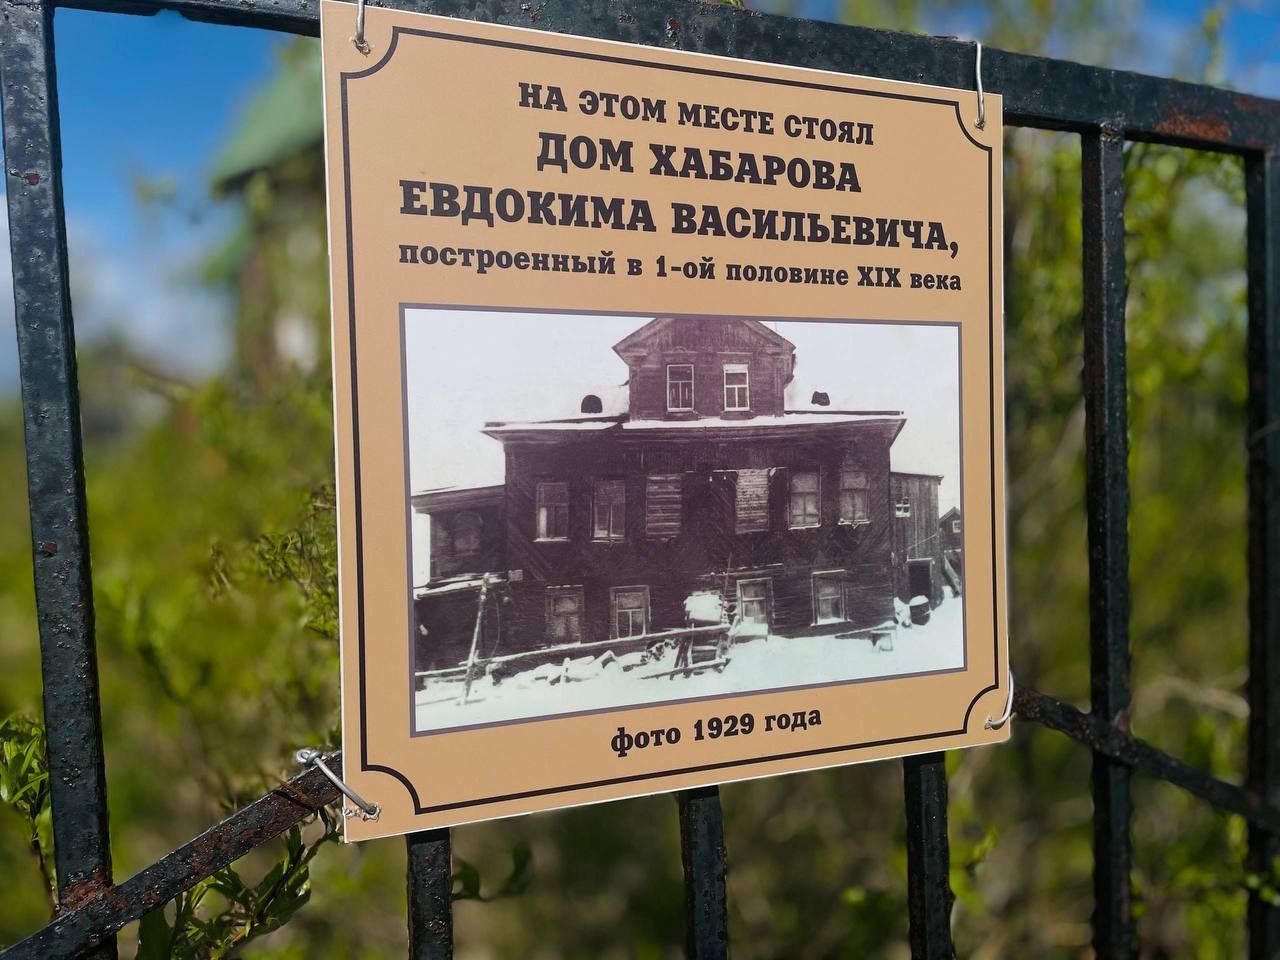 НА ЭТОМ МЕСТЕ СТОЯЛ
ДОМ ХАБАРОВА
ЕВДОКИМА ВАСИЛЬЕВИЧА,
построенный в 1-ой половине XIX века
фото 1929 года